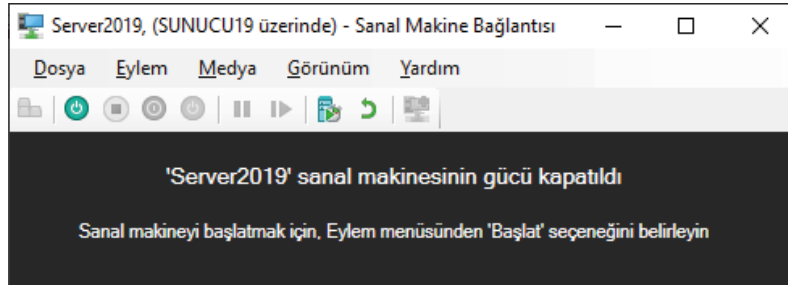 Server2019, (SUNUCU19 üzerinde) - Sanal Makine Bağlantısı
Dosya Eylem Medya Görünüm Yardım
'Server2019' sanal makinesinin gücü kapatıldı
Sanal makineyi başlatmak için, Eylem menüsünden 'Başlat' seçeneğini belirleyin